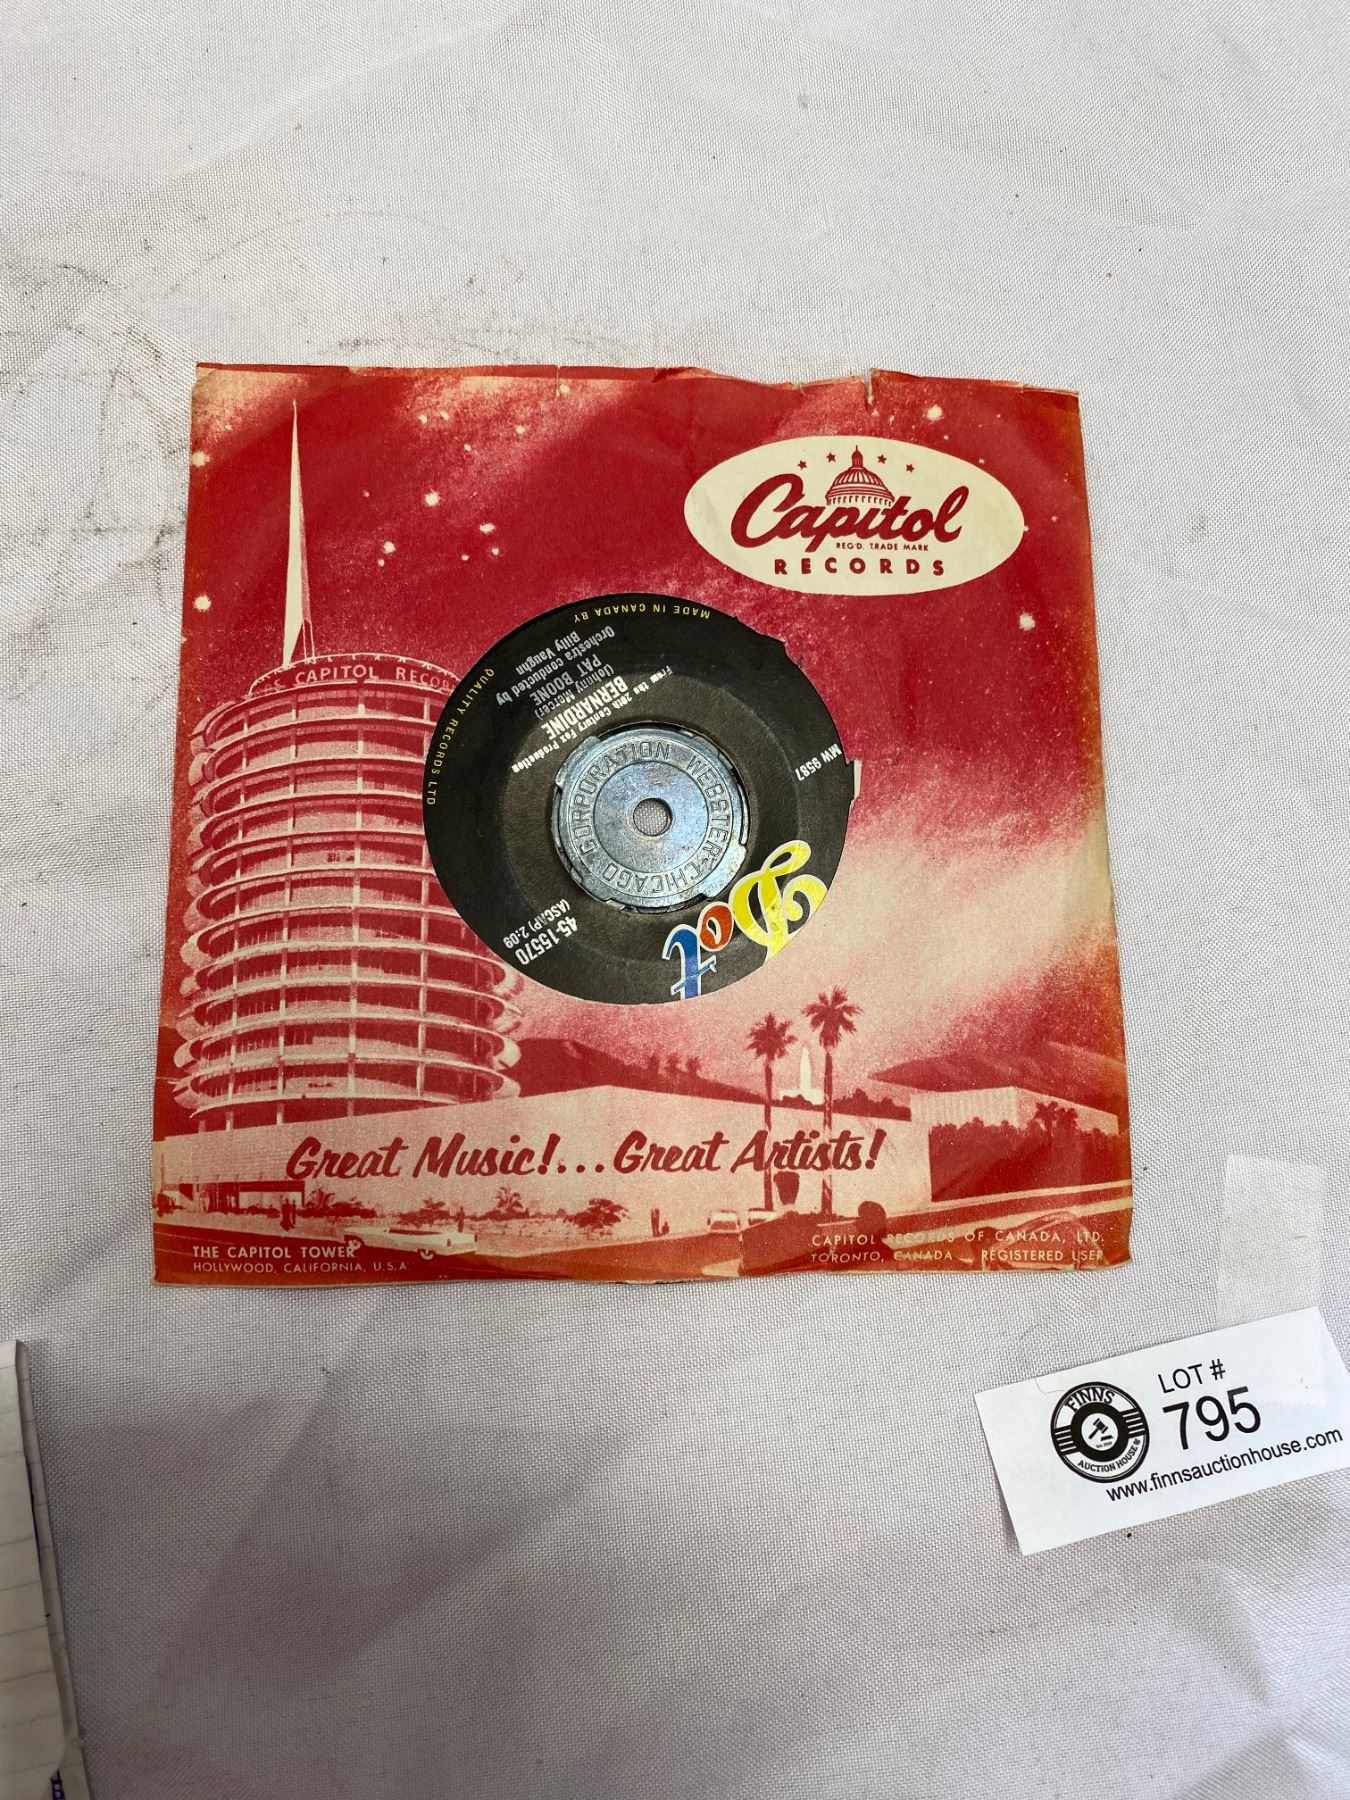 Capitol
REG'D. TRADE MARK
RECORDS
CAPITOL RECOR
MADE IN CANADA BY
QUALITY RECORDS LTD
MW 9587
Dot
45-15570
(ASCAP) 2:09
From the 20th Century Fox Production
BERNARDINE
(Johnny Mercer)
PAT BOONE
Orchestra conducted by
Billy Vaughn
WEBSTER-CHICAGO CORPORATION
Great Music!...Great Artists!
THE CAPITOL TOWER
HOLLYWOOD, CALIFORNIA, U.S.A.
CAPITOL RECORDS OF CANADA, LTD.
TORONTO, CANADA REGISTERED USER
FINNS
AUCTION HOUSE
LOT #
795
www.finnsauctionhouse.com